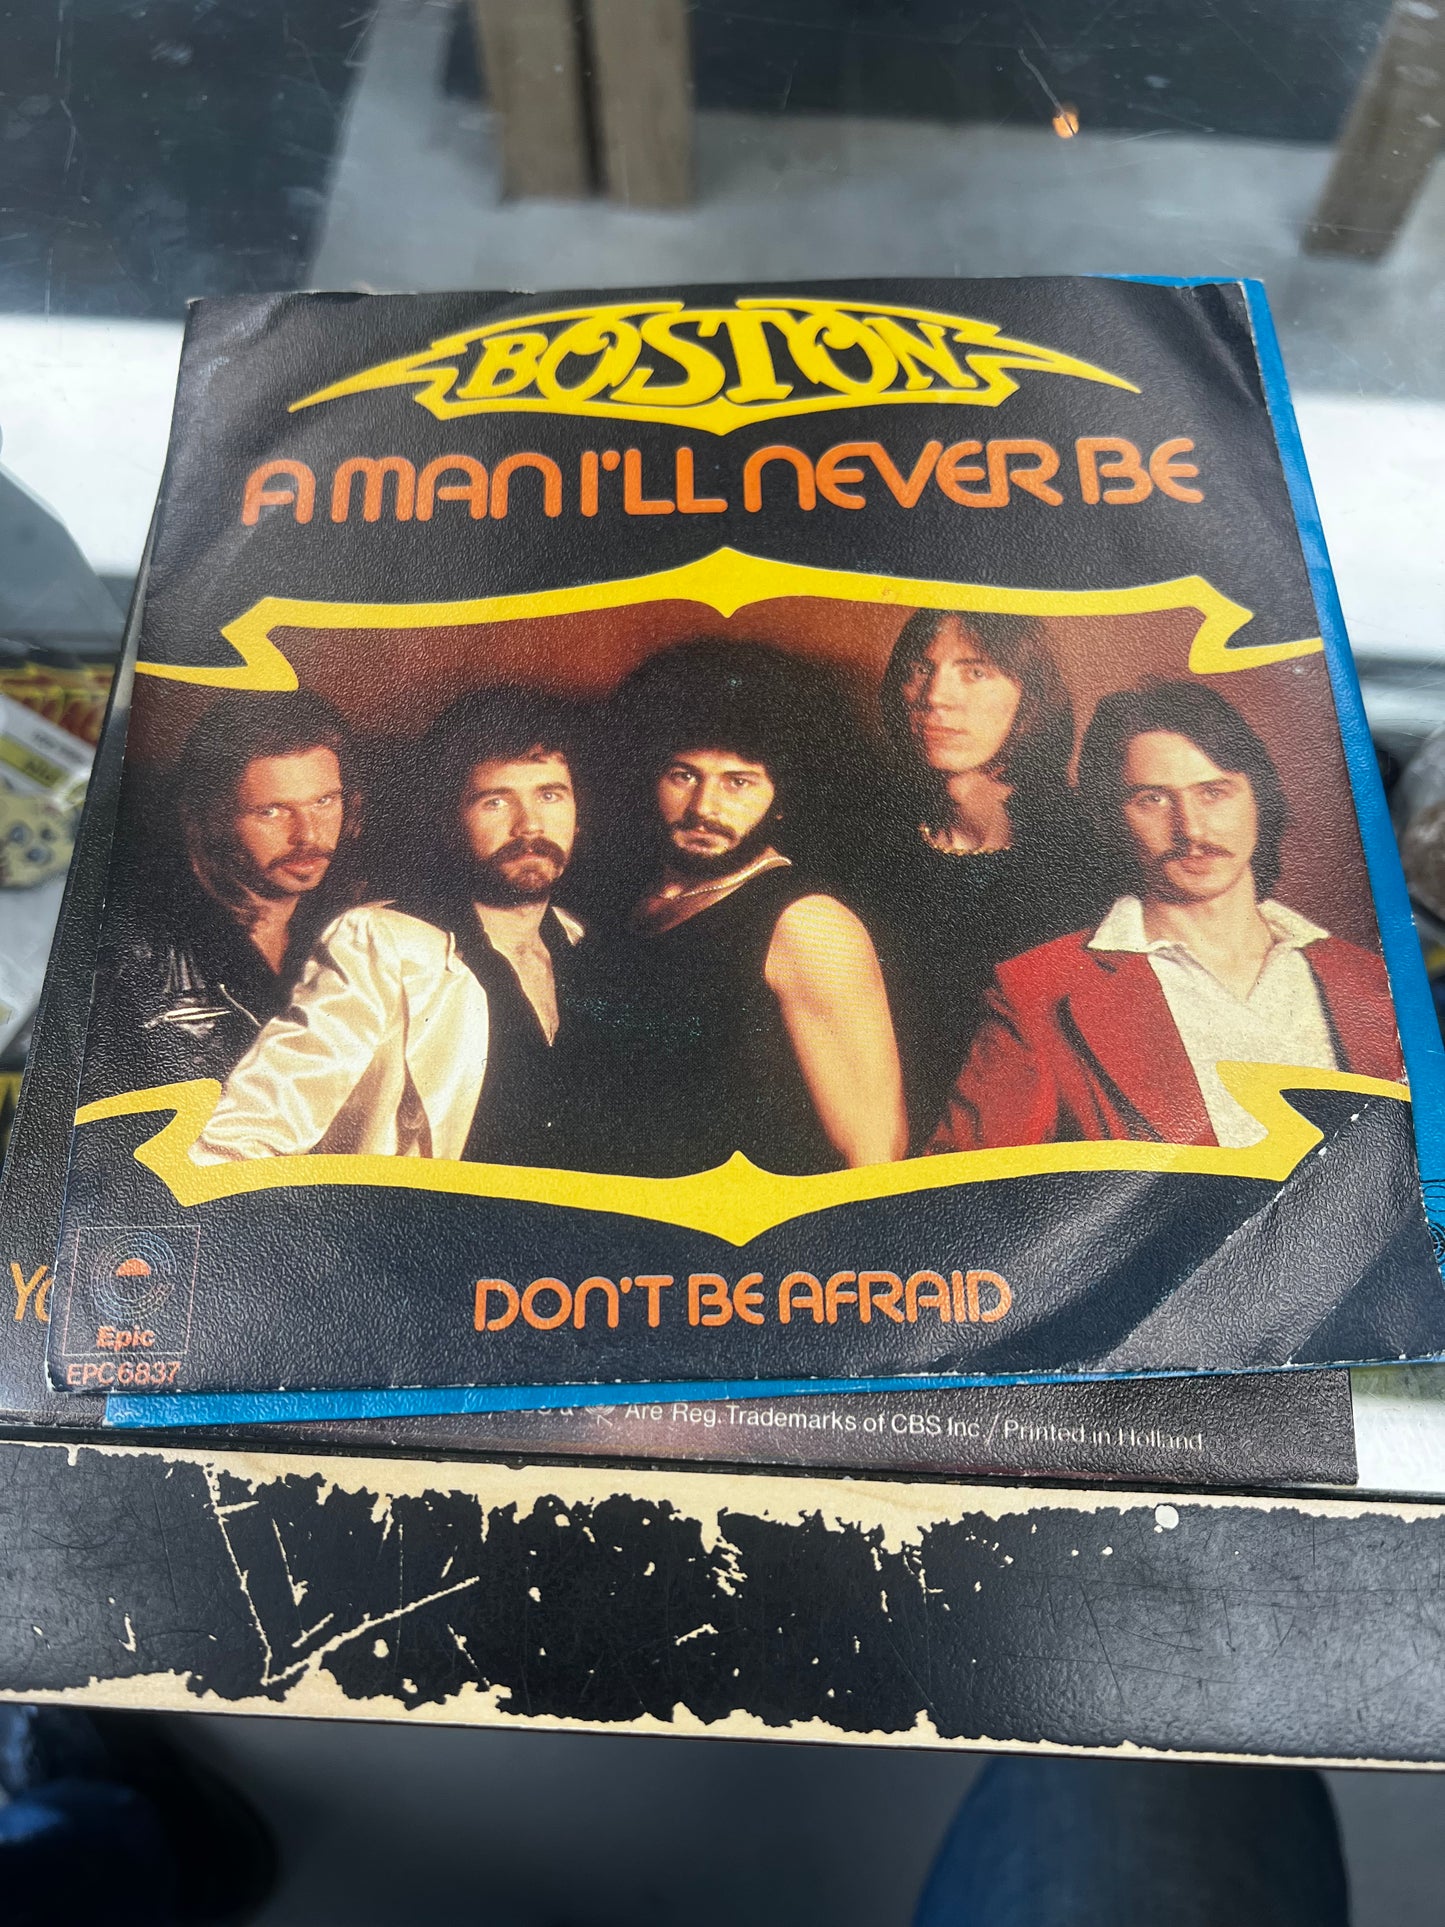 BOSTON
A MAN I'LL NEVER BE
DON'T BE AFRAID
Epic
EPC 6837
Are Reg. Trademarks of CBS Inc./Printed in Holland